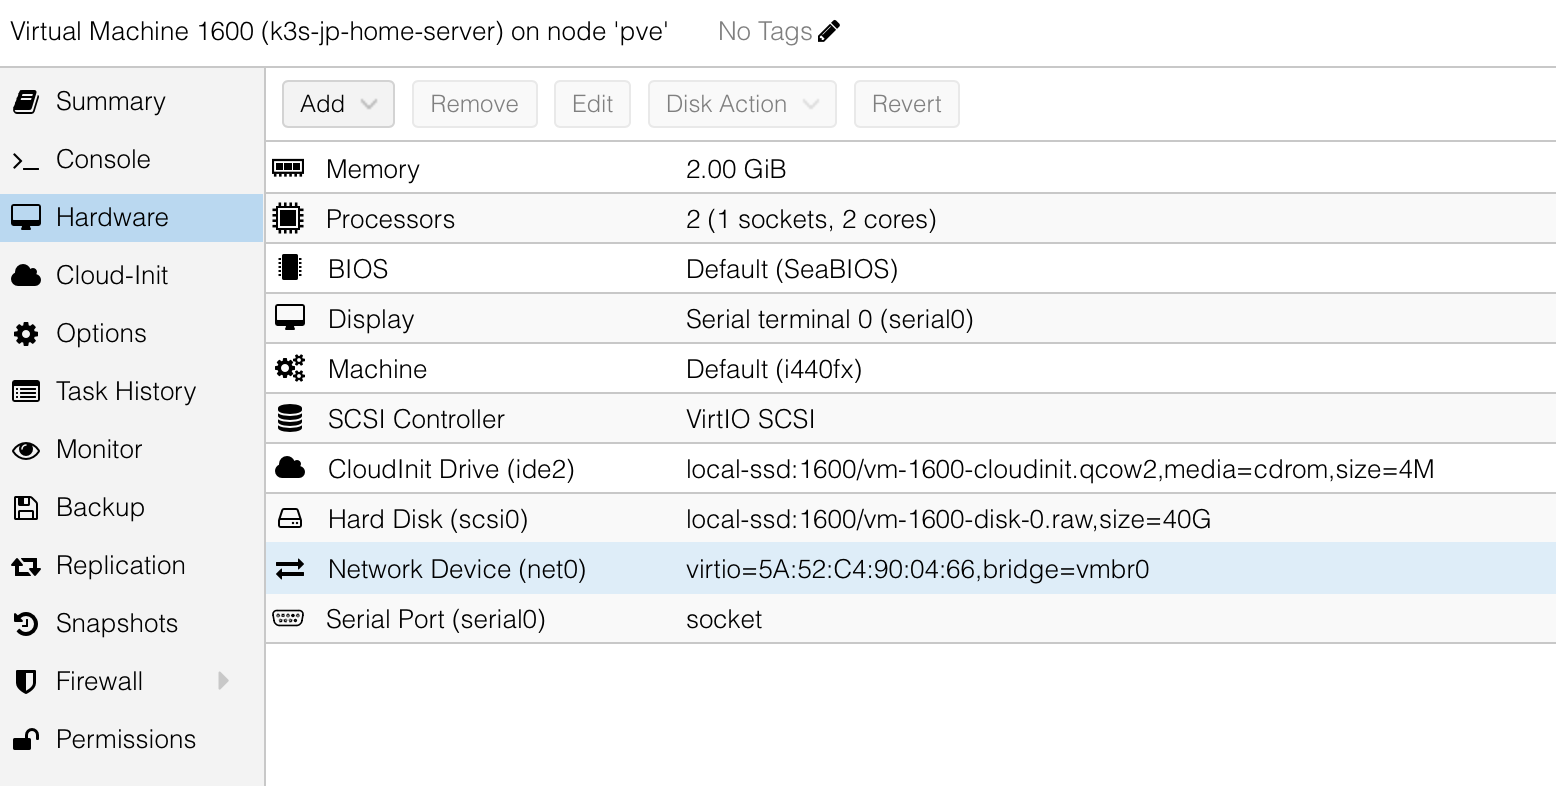 Virtual Machine 1600 (k3s-jp-home-server) on node 'pve' No Tags
Summary
Console
Hardware
Cloud-Init
Options
Task History
Monitor
Backup
Replication
Snapshots
Firewall
Permissions
Add Remove Edit Disk Action Revert
Memory 2.00 GiB
Processors 2 (1 sockets, 2 cores)
BIOS Default (SeaBIOS)
Display Serial terminal 0 (serial0)
Machine Default (i440fx)
SCSI Controller VirtIO SCSI
CloudInit Drive (ide2) local-ssd:1600/vm-1600-cloudinit.qcow2,media=cdrom,size=4M
Hard Disk (scsi0) local-ssd:1600/vm-1600-disk-0.raw,size=40G
Network Device (net0) virtio=5A:52:C4:90:04:66,bridge=vmbr0
Serial Port (serial0) socket